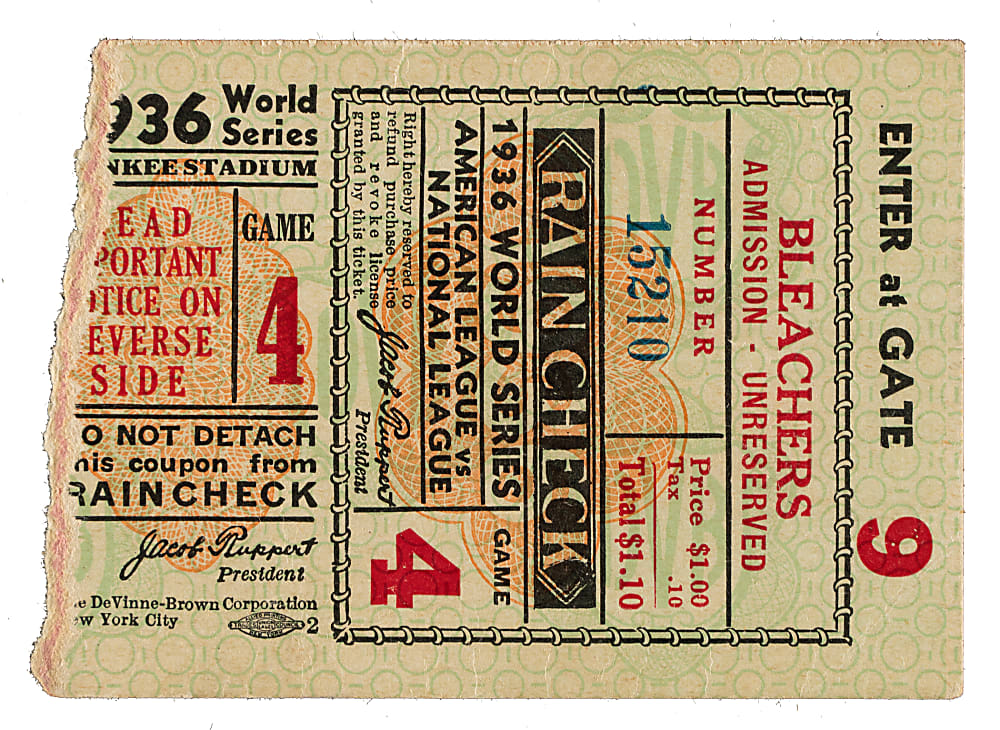 936 World
Series
NKEE STADIUM
EAD
PORTANT
TICE ON
EVERSE
SIDE
GAME
4
O NOT DETACH
his coupon from
RAIN CHECK
Jacob Ruppert
President
e DeVinne-Brown Corporation
ew York City
2
ENTER at GATE 9
BLEACHERS
ADMISSION - UNRESERVED
NUMBER
15210
Price $1.00
Tax .10
Total $1.10
RAIN CHECK
1936 WORLD SERIES
AMERICAN LEAGUE VS
NATIONAL LEAGUE
GAME
4
Right hereby reserved to
refund purchase price
and revoke license
granted by this ticket.
Jacob Ruppert
President